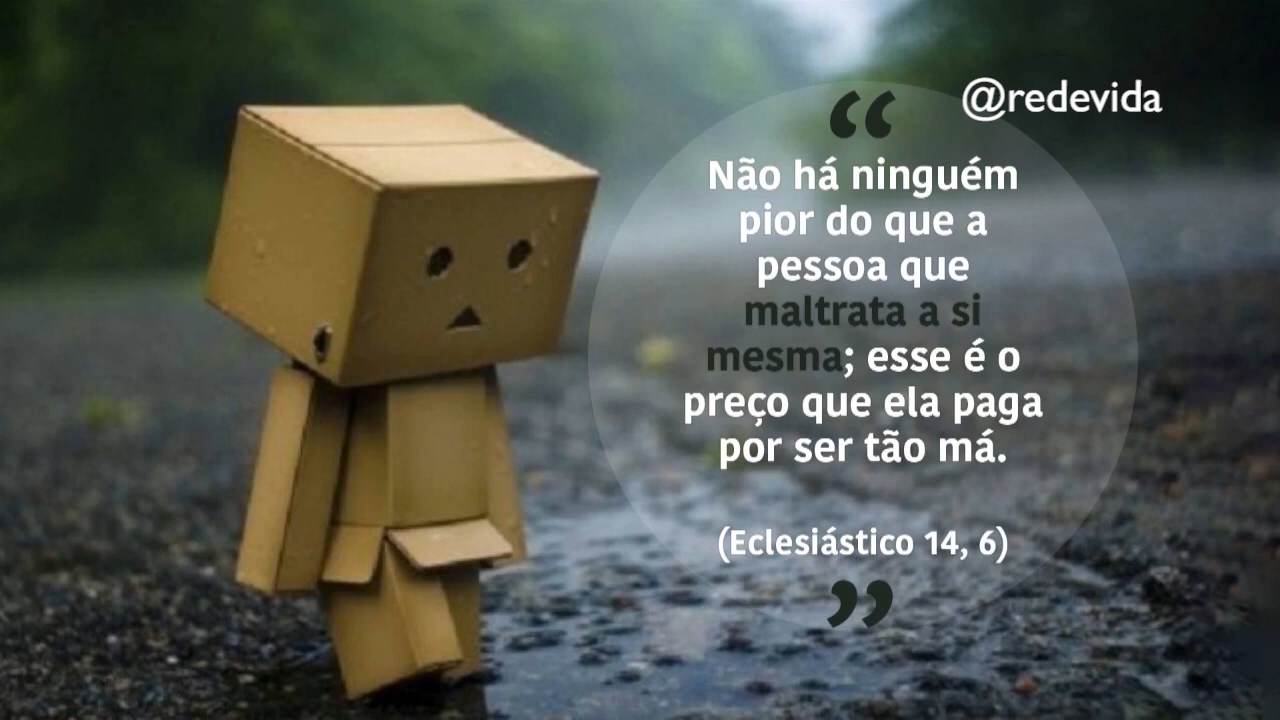 @redevida
“
Não há ninguém
pior do que a
pessoa que
maltrata a si
mesma; esse é o
preço que ela paga
por ser tão má.
(Eclesiástico 14, 6)
”